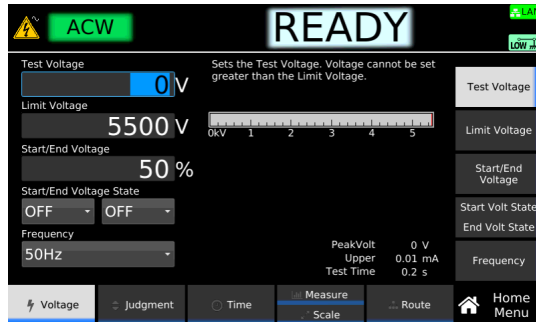 ACW
READY
LAN
LOW
Test Voltage
0 V
Limit Voltage
5500 V
Start/End Voltage
50 %
Start/End Voltage State
OFF OFF
Frequency
50Hz
Sets the Test Voltage. Voltage cannot be set
greater than the Limit Voltage.
0kV 1 2 3 4 5
PeakVolt 0 V
Upper 0.01 mA
Test Time 0.2 s
Test Voltage
Limit Voltage
Start/End
Voltage
Start Volt State
End Volt State
Frequency
Voltage
Judgment
Time
Measure
Scale
Route
Home
Menu